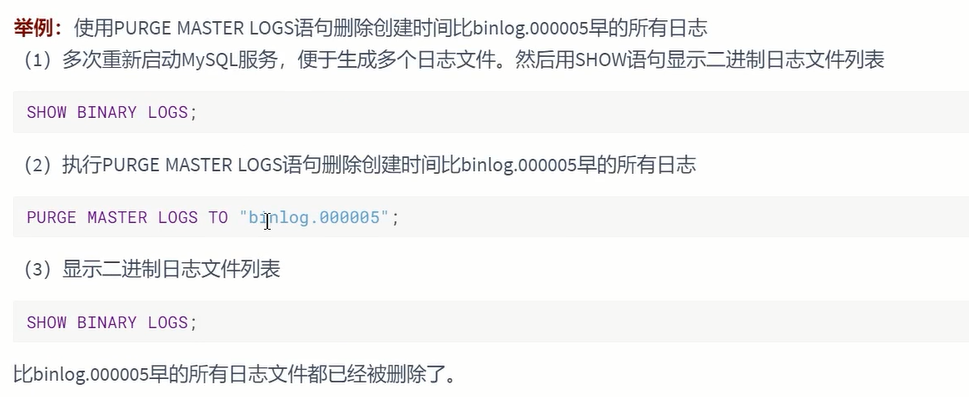 举例：使用PURGE MASTER LOGS语句删除创建时间比binlog.000005早的所有日志
（1）多次重新启动MySQL服务，便于生成多个日志文件。然后用SHOW语句显示二进制日志文件列表
SHOW BINARY LOGS;
（2）执行PURGE MASTER LOGS语句删除创建时间比binlog.000005早的所有日志
PURGE MASTER LOGS TO "binlog.000005";
（3）显示二进制日志文件列表
SHOW BINARY LOGS;
比binlog.000005早的所有日志文件都已经被删除了。